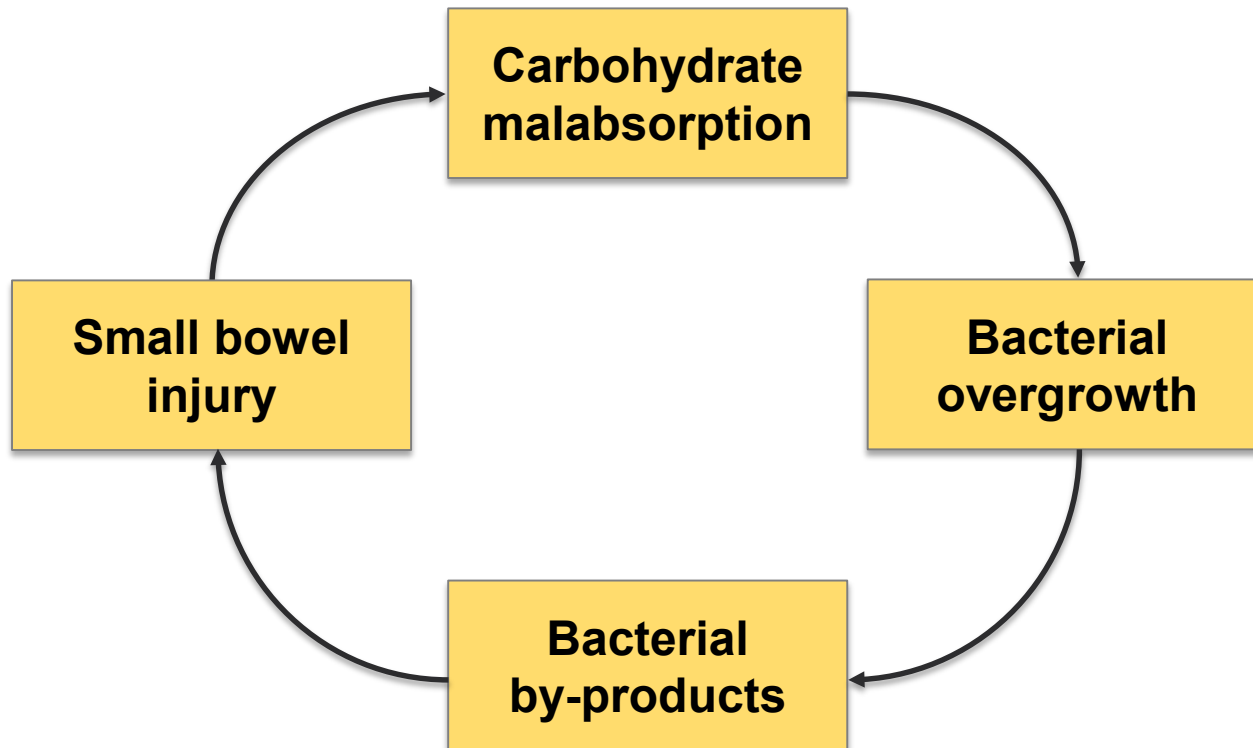 Carbohydrate
malabsorption
Bacterial
overgrowth
Bacterial
by-products
Small bowel
injury